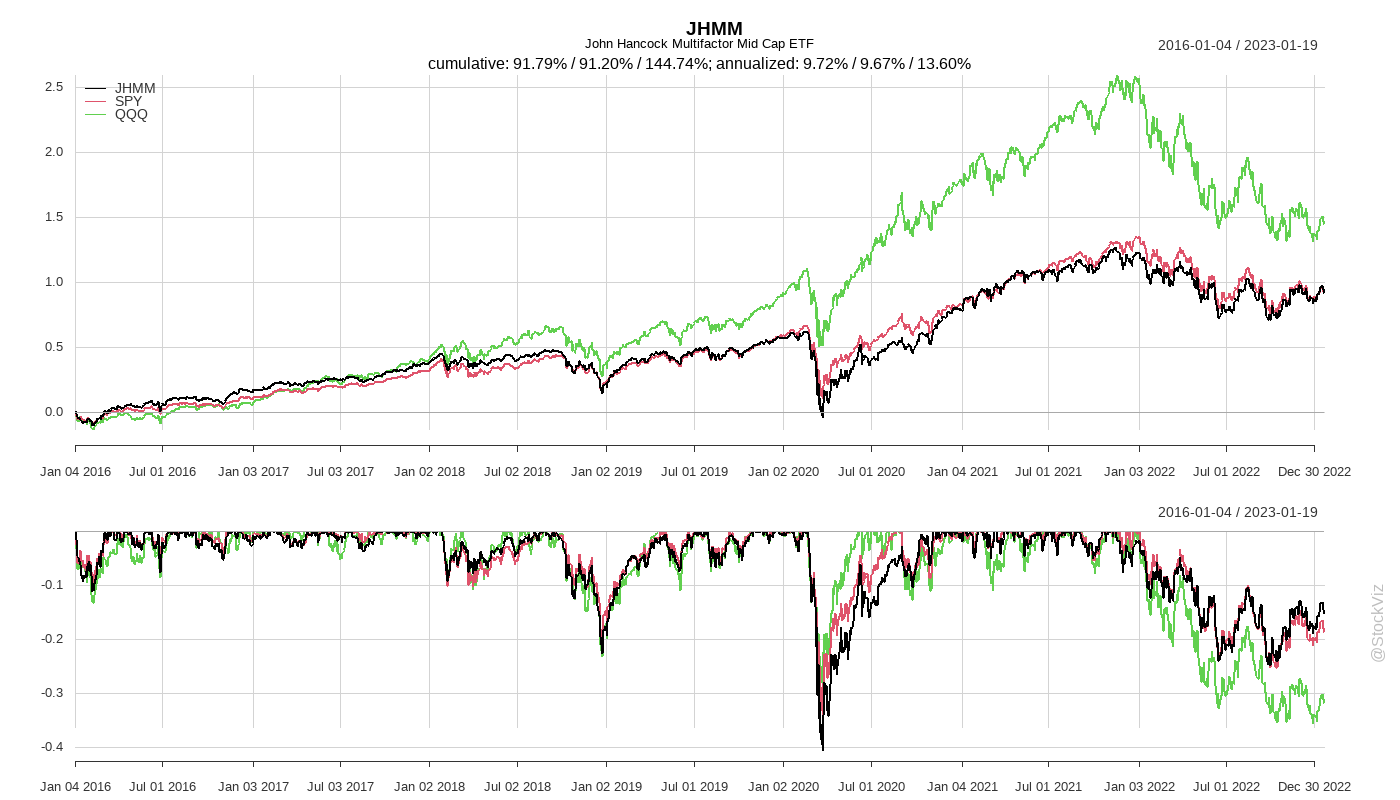 JHMM
John Hancock Multifactor Mid Cap ETF
2016-01-04 / 2023-01-19
cumulative: 91.79% / 91.20% / 144.74%; annualized: 9.72% / 9.67% / 13.60%
JHMM
SPY
QQQ
2.5
2.0
1.5
1.0
0.5
0.0
Jan 04 2016 Jul 01 2016 Jan 03 2017 Jul 03 2017 Jan 02 2018 Jul 02 2018 Jan 02 2019 Jul 01 2019 Jan 02 2020 Jul 01 2020 Jan 04 2021 Jul 01 2021 Jan 03 2022 Jul 01 2022 Dec 30 2022
2016-01-04 / 2023-01-19
-0.1
-0.2
-0.3
-0.4
Jan 04 2016 Jul 01 2016 Jan 03 2017 Jul 03 2017 Jan 02 2018 Jul 02 2018 Jan 02 2019 Jul 01 2019 Jan 02 2020 Jul 01 2020 Jan 04 2021 Jul 01 2021 Jan 03 2022 Jul 01 2022 Dec 30 2022
@StockViz